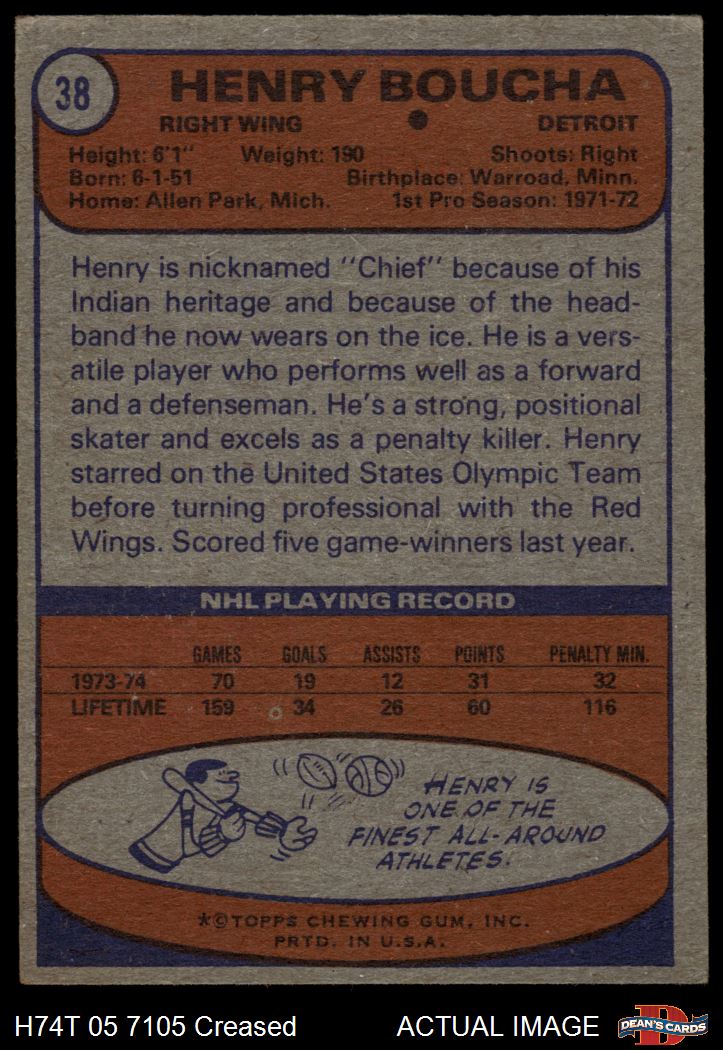 38
HENRY BOUCHA
RIGHT WING DETROIT
Height: 6'1" Weight: 190 Shoots: Right
Born: 6-1-51 Birthplace: Warroad, Minn.
Home: Allen Park, Mich. 1st Pro Season: 1971-72
Henry is nicknamed "Chief" because of his
Indian heritage and because of the head-
band he now wears on the ice. He is a vers-
atile player who performs well as a forward
and a defenseman. He's a strong, positional
skater and excels as a penalty killer. Henry
starred on the United States Olympic Team
before turning professional with the Red
Wings. Scored five game-winners last year.
NHL PLAYING RECORD
GAMES GOALS ASSISTS POINTS PENALTY MIN.
1973-74 70 19 12 31 32
LIFETIME 159 34 26 60 116
HENRY IS
ONE OF THE
FINEST ALL-AROUND
ATHLETES.
*©TOPPS CHEWING GUM, INC.
PRTD. IN U.S.A.
H74T 05 7105 Creased ACTUAL IMAGE
D
DEAN'S CARDS